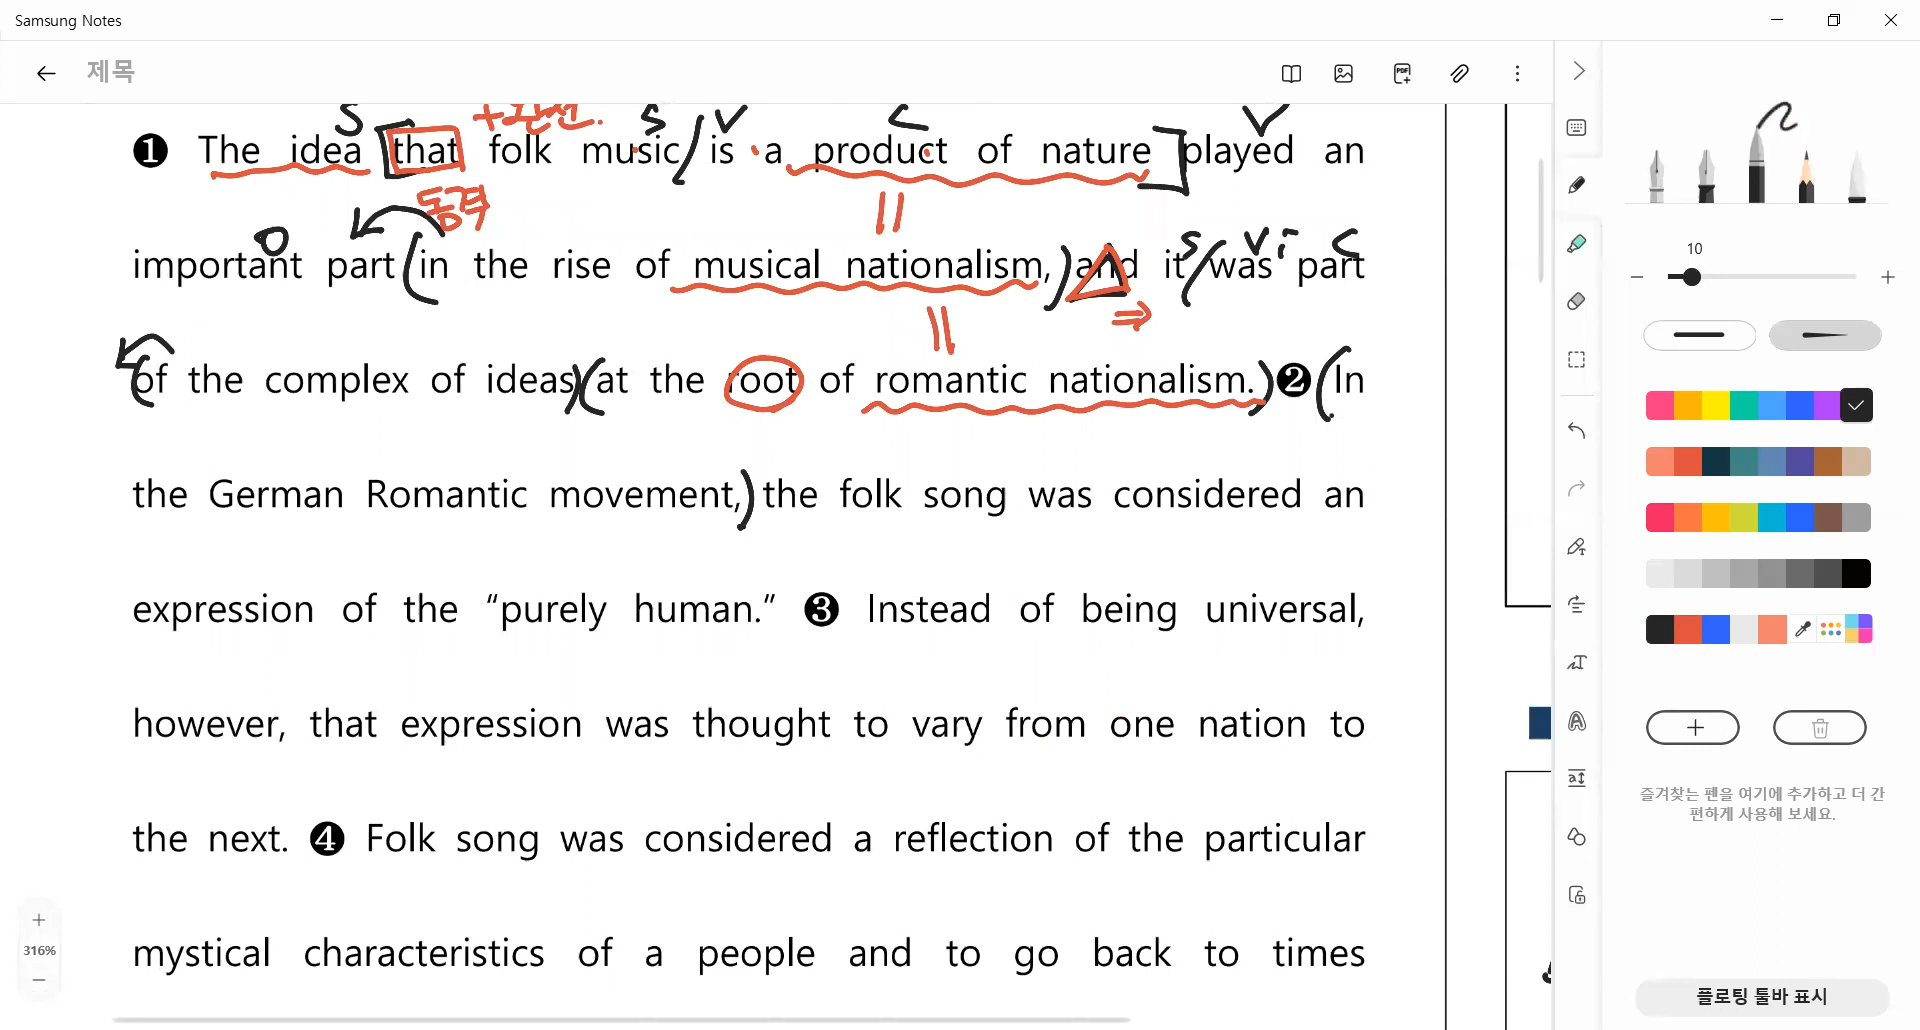 Samsung Notes
제목
S +완전. S V C V
❶ The idea that folk music is a product of nature played an
동격
O S Vi C
important part in the rise of musical nationalism, and it was part
of the complex of ideas at the root of romantic nationalism. ❷ In
the German Romantic movement, the folk song was considered an
expression of the “purely human.” ❸ Instead of being universal,
however, that expression was thought to vary from one nation to
the next. ❹ Folk song was considered a reflection of the particular
mystical characteristics of a people and to go back to times
316%
10
즐겨찾는 펜을 여기에 추가하고 더 간
편하게 사용해 보세요.
플로팅 툴바 표시